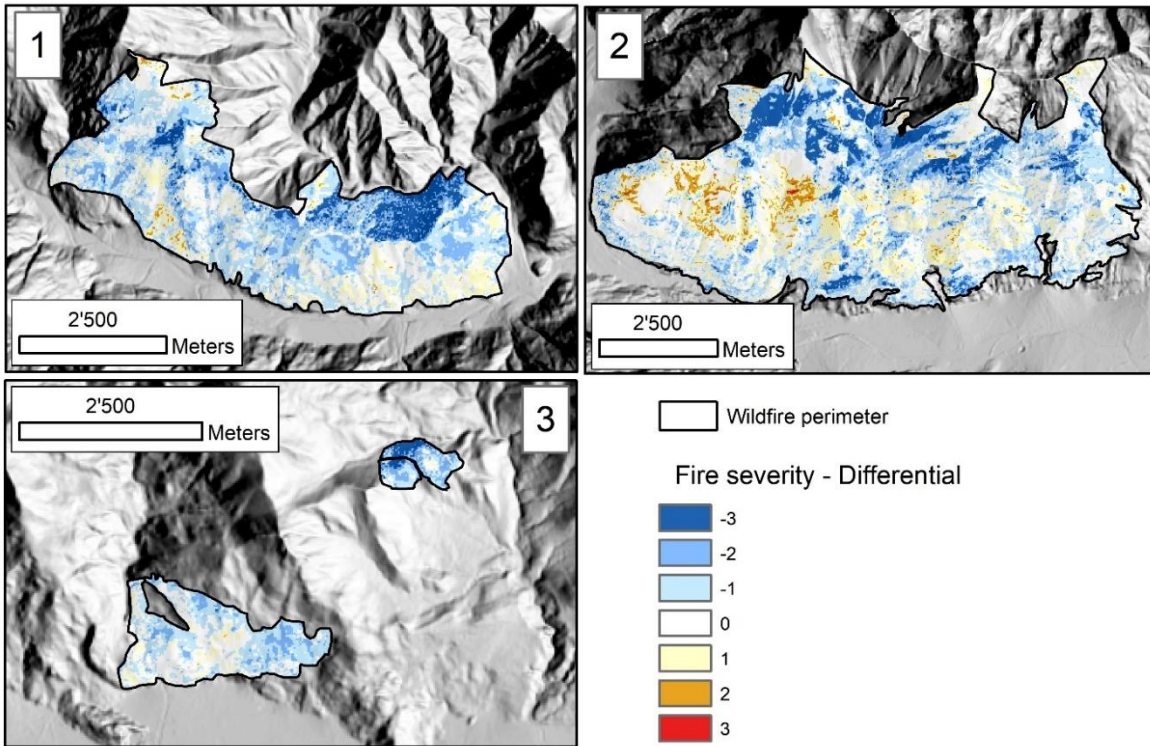 1
2'500
Meters
2
2'500
Meters
2'500
Meters
3
Wildfire perimeter
Fire severity - Differential
-3
-2
-1
0
1
2
3